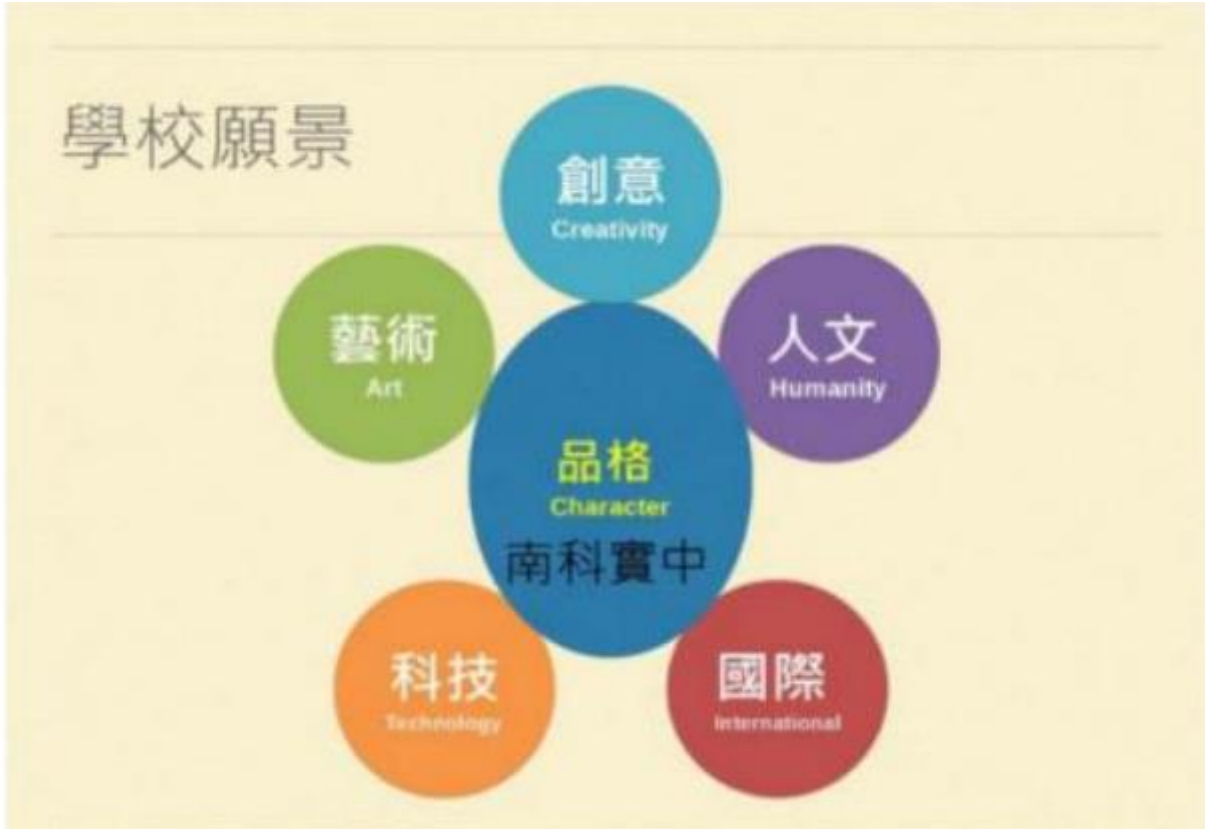 學校願景
創意
Creativity
藝術
Art
人文
Humanity
品格
Character
南科實中
科技
Technology
國際
International